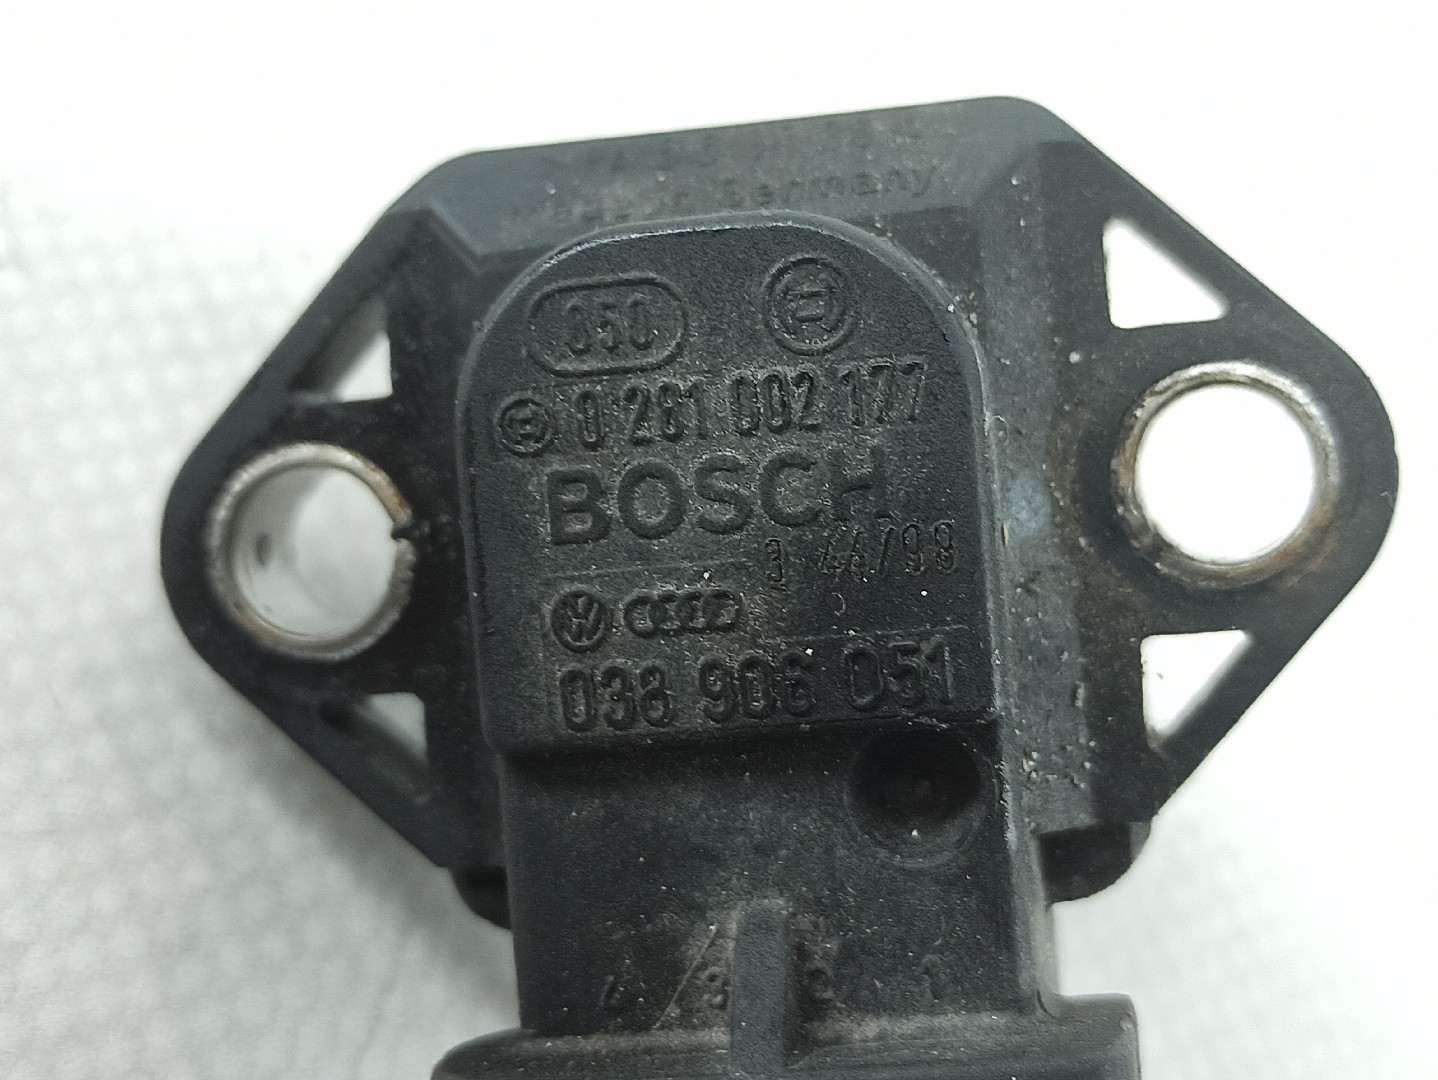 Made in Germany
050
0 281 002 177
BOSCH
3 44/98
038 906 051
4 3 2 1